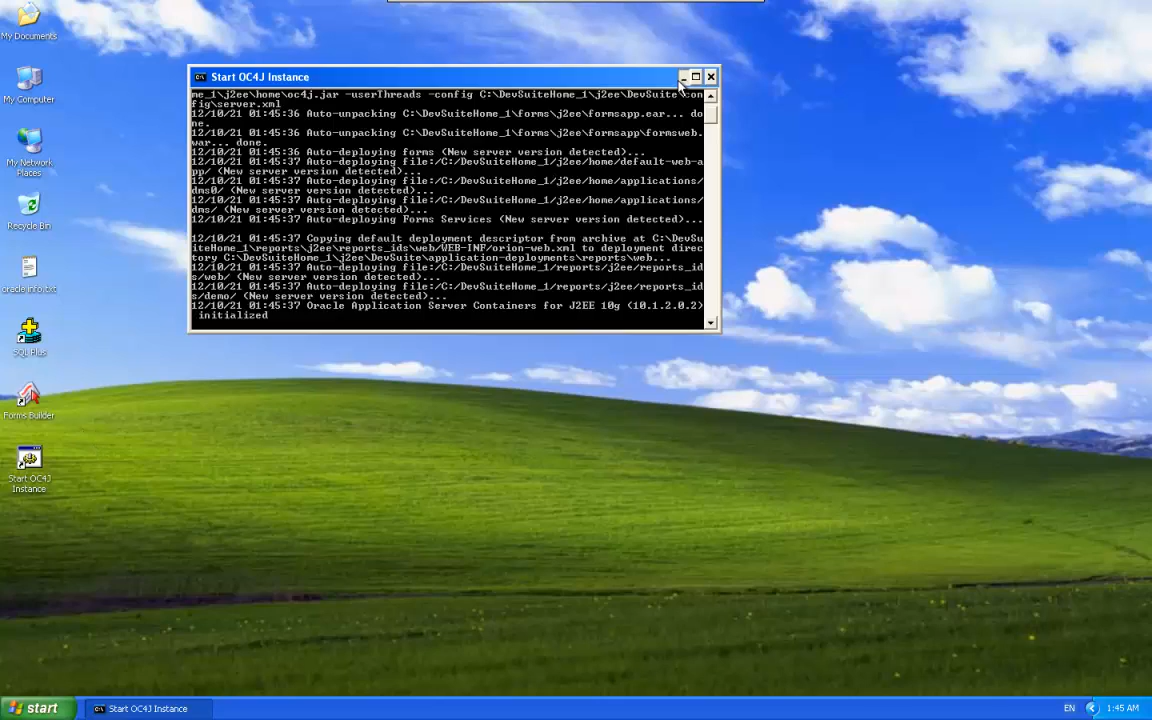 My Documents
My Computer
My Network
Places
Recycle Bin
oracle info.txt
SQL Plus
Forms Builder
Start OC4J
Instance
Start OC4J Instance
me_1\j2ee\home\oc4j.jar -userThreads -config C:\DevSuiteHome_1\j2ee\DevSuite\con
fig\server.xml
12/10/21 01:45:36 Auto-unpacking C:\DevSuiteHome_1\forms\j2ee\formsapp.ear... do
ne.
12/10/21 01:45:36 Auto-unpacking C:\DevSuiteHome_1\forms\j2ee\formsapp\formsweb.
war... done.
12/10/21 01:45:36 Auto-deploying forms (New server version detected)...
12/10/21 01:45:37 Auto-deploying file:/C:/DevSuiteHome_1/j2ee/home/default-web-a
pp/ (New server version detected)...
12/10/21 01:45:37 Auto-deploying file:/C:/DevSuiteHome_1/j2ee/home/applications/
dms0/ (New server version detected)...
12/10/21 01:45:37 Auto-deploying file:/C:/DevSuiteHome_1/j2ee/home/applications/
dms/ (New server version detected)...
12/10/21 01:45:37 Auto-deploying Forms Services (New server version detected)...
12/10/21 01:45:37 Copying default deployment descriptor from archive at C:\DevSu
iteHome_1\reports\j2ee\reports_ids\web/WEB-INF/orion-web.xml to deployment direc
tory C:\DevSuiteHome_1\j2ee\DevSuite\application-deployments\reports\web...
12/10/21 01:45:37 Auto-deploying file:/C:/DevSuiteHome_1/reports/j2ee/reports_id
s/web/ (New server version detected)...
12/10/21 01:45:37 Auto-deploying file:/C:/DevSuiteHome_1/reports/j2ee/reports_id
s/demo/ (New server version detected)...
12/10/21 01:45:37 Oracle Application Server Containers for J2EE 10g (10.1.2.0.2)
initialized
start
Start OC4J Instance
EN
1:45 AM